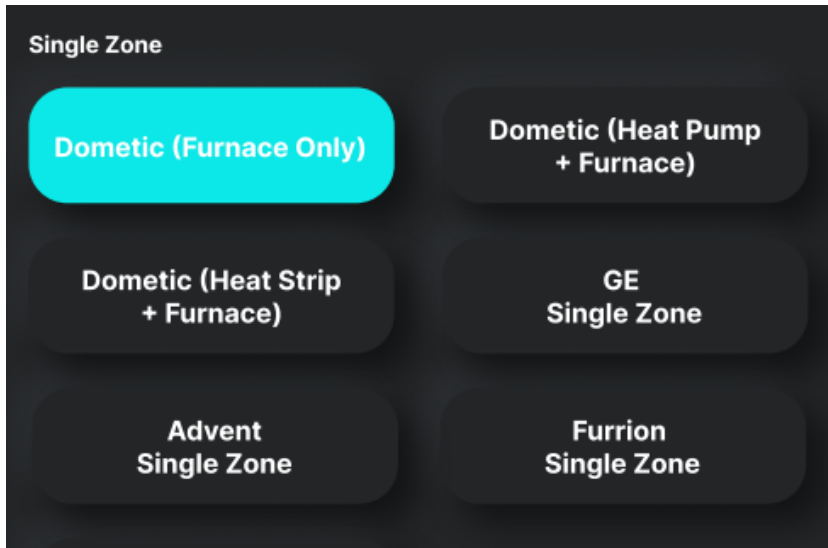 Single Zone
Dometic (Furnace Only)
Dometic (Heat Pump
+ Furnace)
Dometic (Heat Strip
+ Furnace)
GE
Single Zone
Advent
Single Zone
Furrion
Single Zone